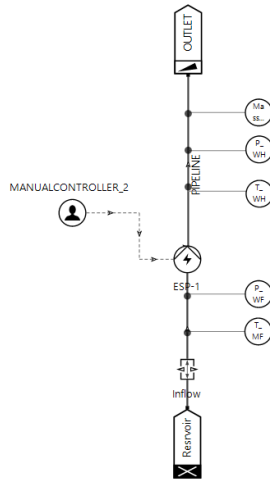 OUTLET
Ma
ss...
P_
WH
PIPELINE
T_
WH
MANUALCONTROLLER_2
ESP-1
P_
WF
T_
MF
Inflow
Resrvoir